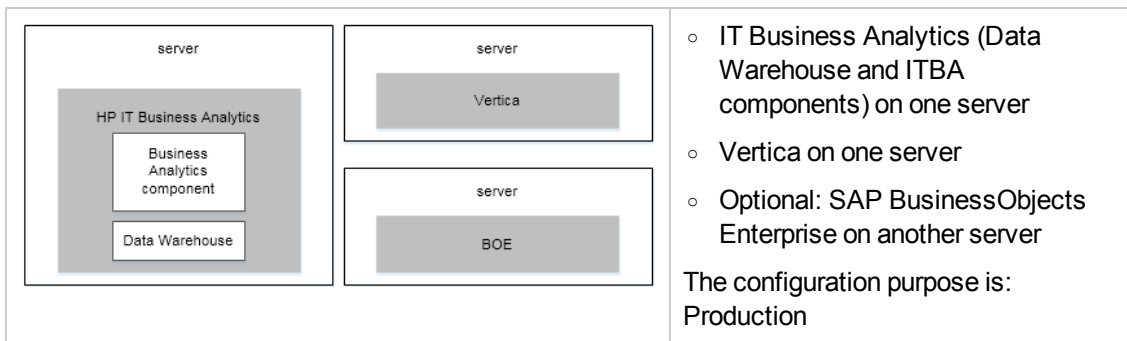 server
HP IT Business Analytics
Business
Analytics
component
Data Warehouse
server
Vertica
server
BOE
○ IT Business Analytics (Data
Warehouse and ITBA
components) on one server
○ Vertica on one server
○ Optional: SAP BusinessObjects
Enterprise on another server
The configuration purpose is:
Production